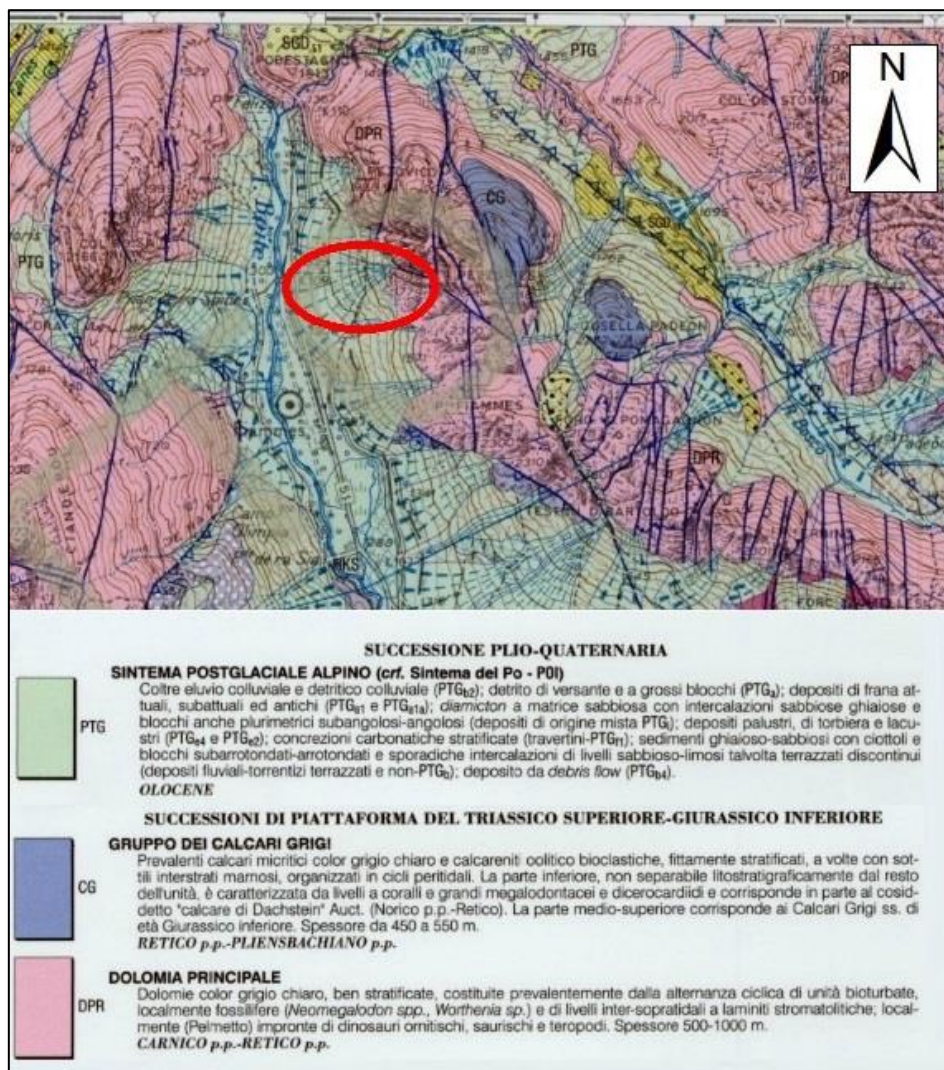 SGD
PTG
N
DPR
COL DE STOMBI
DPR
CG
SGD
PTG
T. Boite
ROSELLA PADEON
FIAMMES
DPR
TESTA DI BARTOLDO
HKS
SUCCESSIONE PLIO-QUATERNARIA
SINTEMA POSTGLACIALE ALPINO (crf. Sintema del Po - P0I)
Coltre eluvio colluviale e detritico colluviale (PTGb2); detrito di versante e a grossi blocchi (PTGa); depositi di frana at-
tuali, subattuali ed antichi (PTGa1 e PTGa1a); diamicton a matrice sabbiosa con intercalazioni sabbiose ghiaiose e
blocchi anche plurimetrici subangolosi-angolosi (depositi di origine mista PTGi); depositi palustri, di torbiera e lacu-
PTG
stri (PTGe4 e PTGe2); concrezioni carbonatiche stratificate (travertini-PTGf1); sedimenti ghiaioso-sabbiosi con ciottoli e
blocchi subarrotondati-arrotondati e sporadiche intercalazioni di livelli sabbioso-limosi talvolta terrazzati discontinui
(depositi fluviali-torrentizi terrazzati e non-PTGb); deposito da debris flow (PTGb4).
OLOCENE
SUCCESSIONI DI PIATTAFORMA DEL TRIASSICO SUPERIORE-GIURASSICO INFERIORE
GRUPPO DEI CALCARI GRIGI
Prevalenti calcari micritici color grigio chiaro e calcareniti oolitico bioclastiche, fittamente stratificati, a volte con sot-
tili interstrati marnosi, organizzati in cicli peritidali. La parte inferiore, non separabile litostratigraficamente dal resto
CG
dell'unità, è caratterizzata da livelli a coralli e grandi megalodontacei e dicerocardiidi e corrisponde in parte al cosid-
detto "calcare di Dachstein" Auct. (Norico p.p.-Retico). La parte medio-superiore corrisponde ai Calcari Grigi ss. di
età Giurassico inferiore. Spessore da 450 a 550 m.
RETICO p.p.-PLIENSBACHIANO p.p.
DOLOMIA PRINCIPALE
Dolomie color grigio chiaro, ben stratificate, costituite prevalentemente dalla alternanza ciclica di unità bioturbate,
DPR
localmente fossilifere (Neomegalodon spp., Worthenia sp.) e di livelli inter-sopratidali a laminiti stromatolitiche; local-
mente (Pelmetto) impronte di dinosauri ornitischi, saurischi e teropodi. Spessore 500-1000 m.
CARNICO p.p.-RETICO p.p.